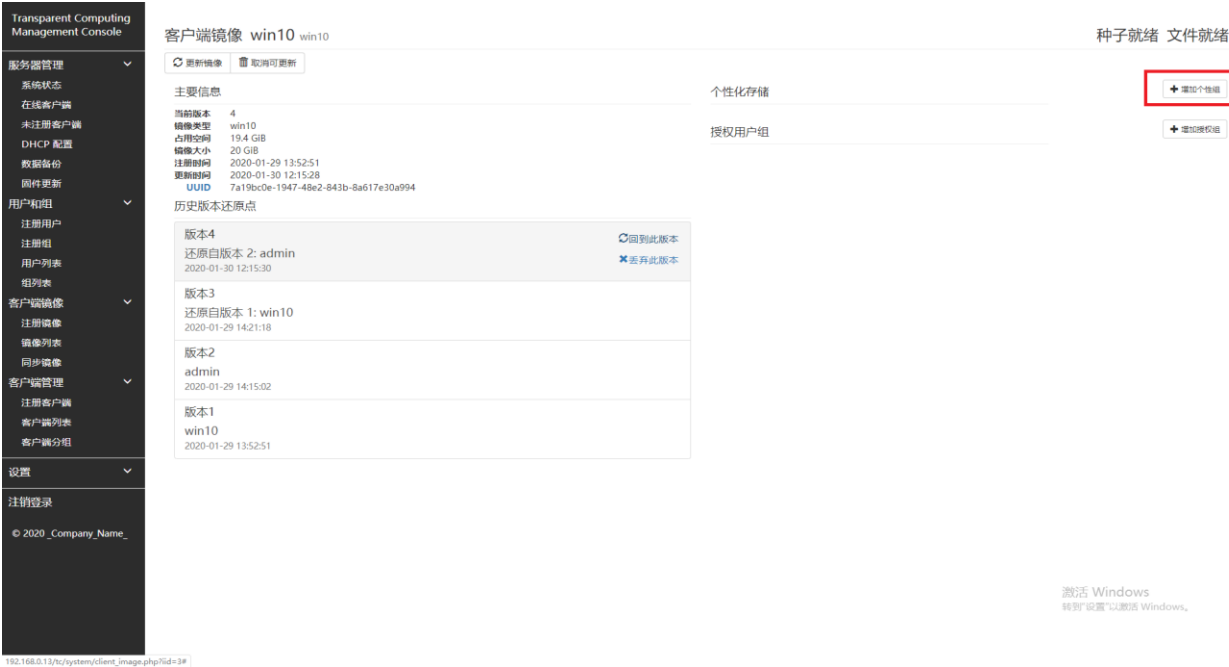 Transparent Computing
Management Console
服务器管理
系统状态
在线客户端
未注册客户端
DHCP 配置
数据备份
固件更新
用户和组
注册用户
注册组
用户列表
组列表
客户端镜像
注册镜像
镜像列表
同步镜像
客户端管理
注册客户端
客户端列表
客户端分组
设置
注销登录
© 2020 _Company_Name_
客户端镜像 win10 win10
种子就绪 文件就绪
更新镜像 取消可更新
主要信息
当前版本 4
镜像类型 win10
占用空间 19.4 GiB
镜像大小 20 GiB
注册时间 2020-01-29 13:52:51
更新时间 2020-01-30 12:15:28
UUID 7a19bc0e-1947-48e2-843b-8a617e30a994
历史版本还原点
版本4
还原自版本 2: admin
2020-01-30 12:15:30
回到此版本
丢弃此版本
版本3
还原自版本 1: win10
2020-01-29 14:21:18
版本2
admin
2020-01-29 14:15:02
版本1
win10
2020-01-29 13:52:51
个性化存储
增加个性组
授权用户组
增加授权组
激活 Windows
转到"设置"以激活 Windows。
192.168.0.13/tc/system/client_image.php?iid=3#